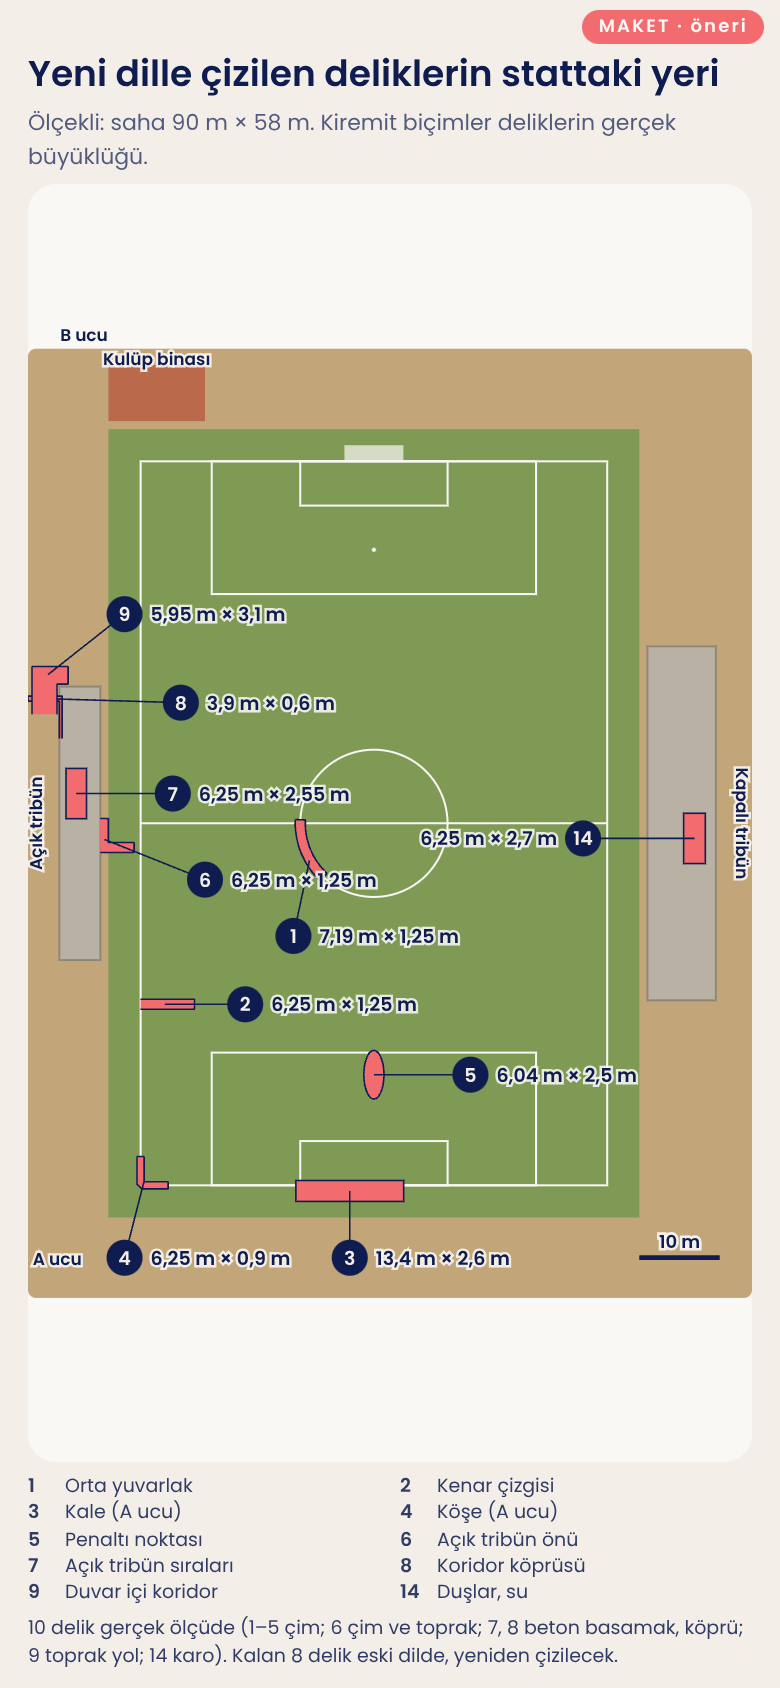 MAKET · öneri
Yeni dille çizilen deliklerin stattaki yeri
Ölçekli: saha 90 m × 58 m. Kiremit biçimler deliklerin gerçek
büyüklüğü.
B ucu
Kulüp binası
9 5,95 m × 3,1 m
8 3,9 m × 0,6 m
7 6,25 m × 2,55 m
Açık tribün
Kapalı tribün
6,25 m × 2,7 m 14
6 6,25 m × 1,25 m
1 7,19 m × 1,25 m
2 6,25 m × 1,25 m
5 6,04 m × 2,5 m
10 m
A ucu
4 6,25 m × 0,9 m
3 13,4 m × 2,6 m
1 Orta yuvarlak
2 Kenar çizgisi
3 Kale (A ucu)
4 Köşe (A ucu)
5 Penaltı noktası
6 Açık tribün önü
7 Açık tribün sıraları
8 Koridor köprüsü
9 Duvar içi koridor
14 Duşlar, su
10 delik gerçek ölçüde (1–5 çim; 6 çim ve toprak; 7, 8 beton basamak, köprü;
9 toprak yol; 14 karo). Kalan 8 delik eski dilde, yeniden çizilecek.